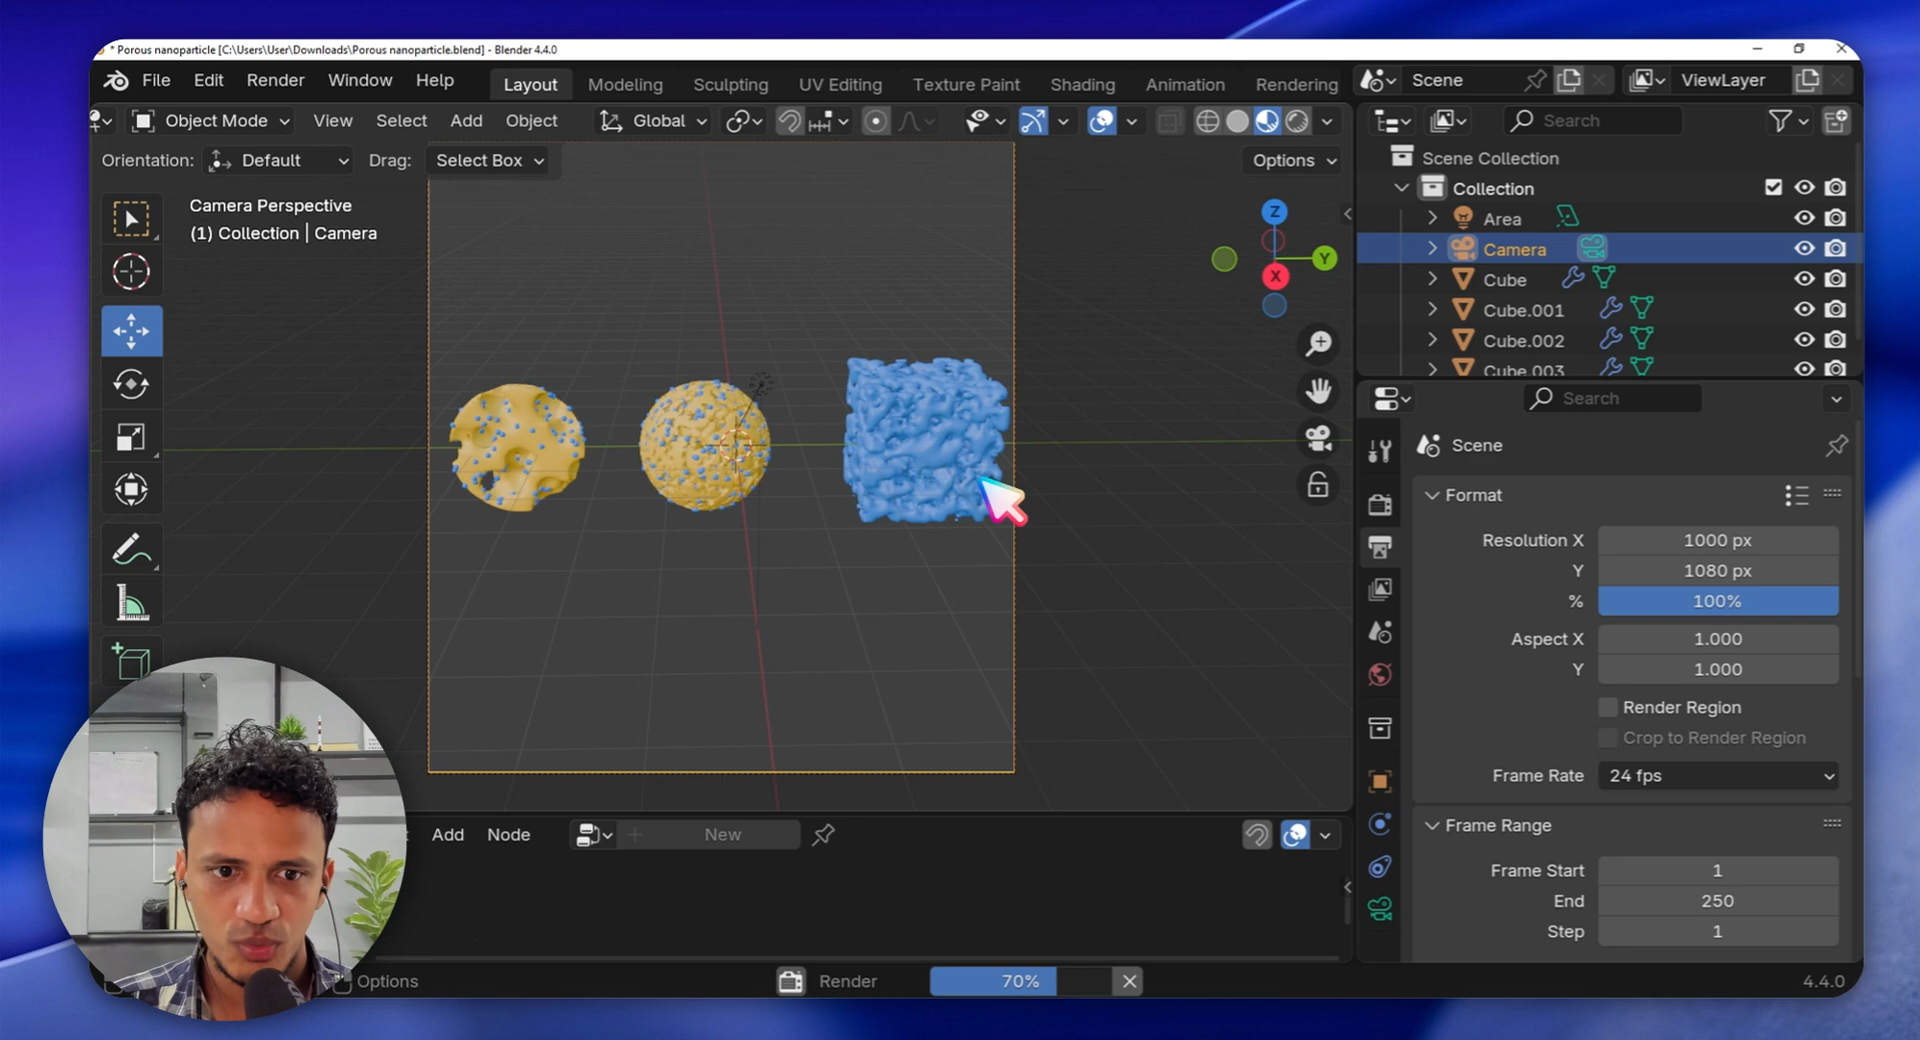 * Porous nanoparticle [C:\Users\User\Downloads\Porous nanoparticle.blend] - Blender 4.4.0
File Edit Render Window Help Layout Modeling Sculpting UV Editing Texture Paint Shading Animation Rendering Scene ViewLayer
Object Mode View Select Add Object Global Search
Orientation: Default Drag: Select Box Options
Scene Collection
Collection
Camera Perspective
(1) Collection | Camera
Z
Y
X
Area
Camera
Cube
Cube.001
Cube.002
Cube.003
Search
Scene
Format
Resolution X 1000 px
Y 1080 px
% 100%
Aspect X 1.000
Y 1.000
Render Region
Crop to Render Region
Frame Rate 24 fps
Frame Range
Frame Start 1
End 250
Step 1
Add Node New
Options Render 70% 4.4.0